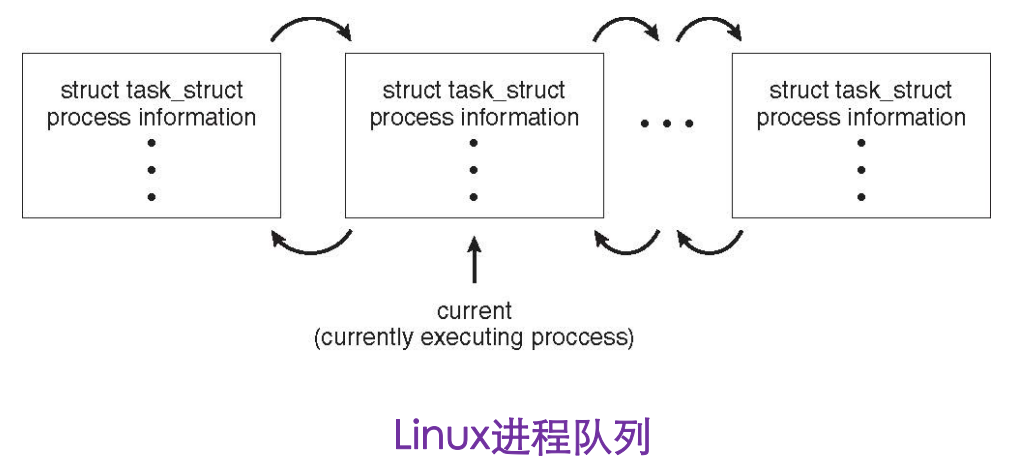 struct task_struct
process information
struct task_struct
process information
struct task_struct
process information
current
(currently executing proccess)
Linux进程队列